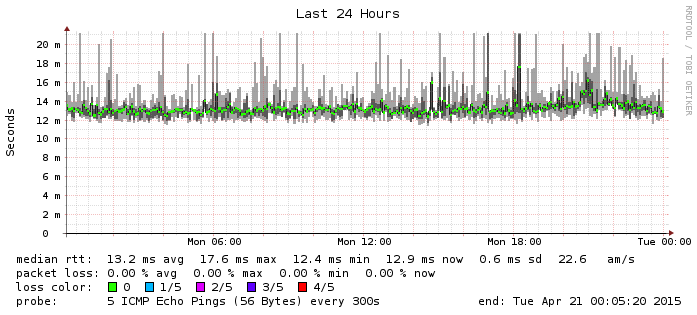 Last 24 Hours
RRDTOOL / TOBI OETIKER
Seconds
20 m
18 m
16 m
14 m
12 m
10 m
8 m
6 m
4 m
2 m
0
Mon 06:00 Mon 12:00 Mon 18:00 Tue 00:00
median rtt: 13.2 ms avg 17.6 ms max 12.4 ms min 12.9 ms now 0.6 ms sd 22.6 am/s
packet loss: 0.00 % avg 0.00 % max 0.00 % min 0.00 % now
loss color: 0 1/5 2/5 3/5 4/5
probe: 5 ICMP Echo Pings (56 Bytes) every 300s end: Tue Apr 21 00:05:20 2015